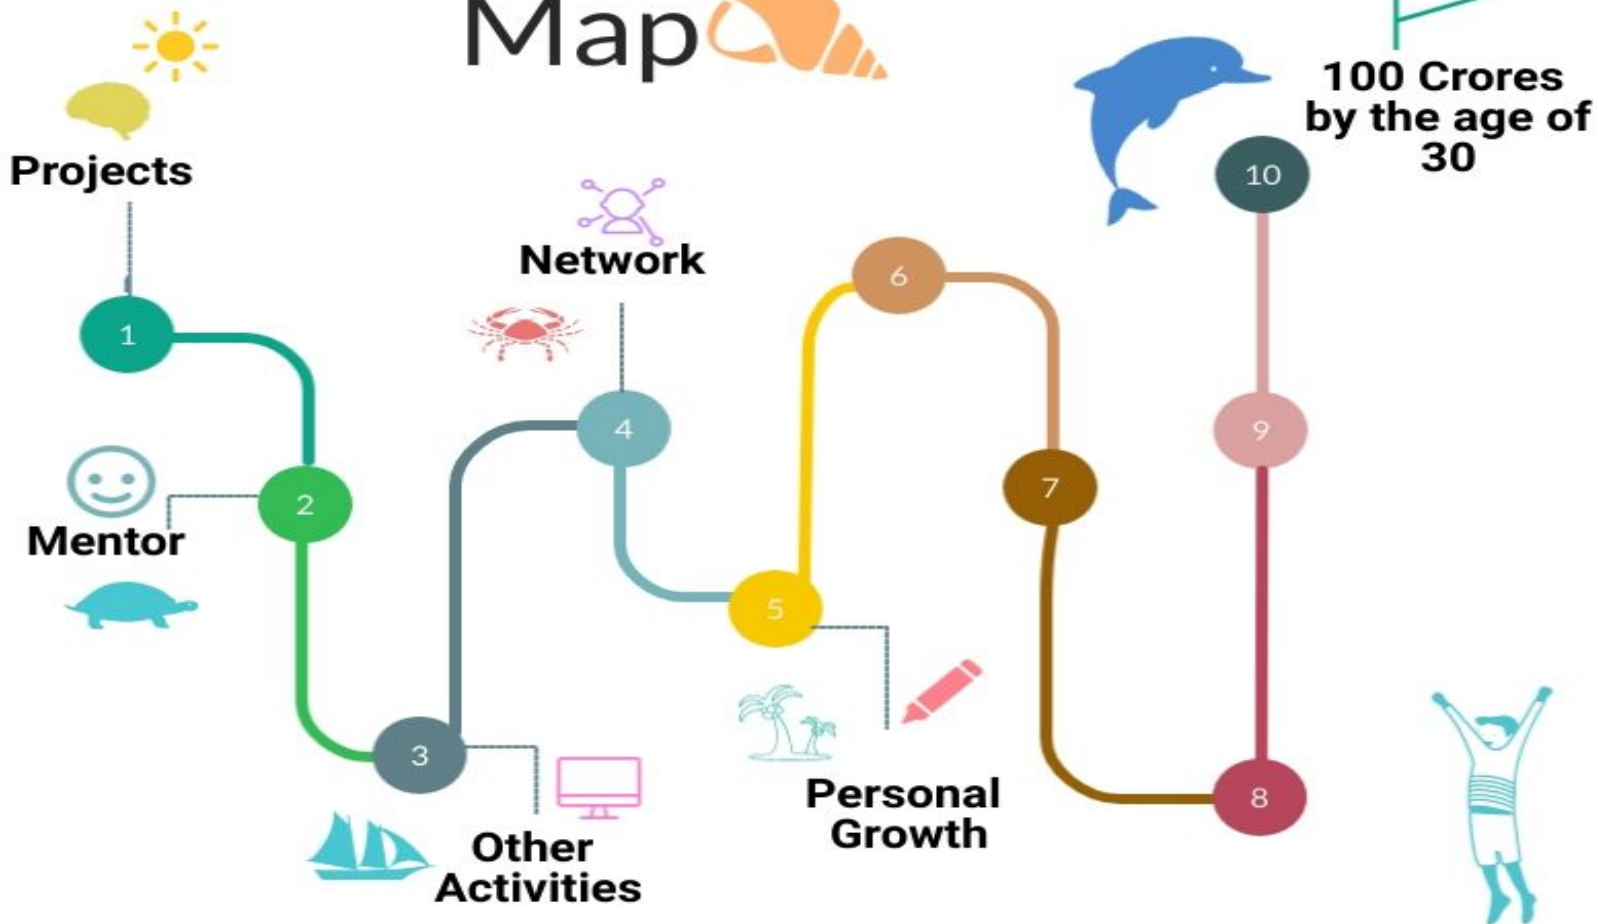 Map
100 Crores
by the age of
30
Projects
10
Network
6
1
4
9
7
2
Mentor
5
3
Personal
Growth
8
Other
Activities